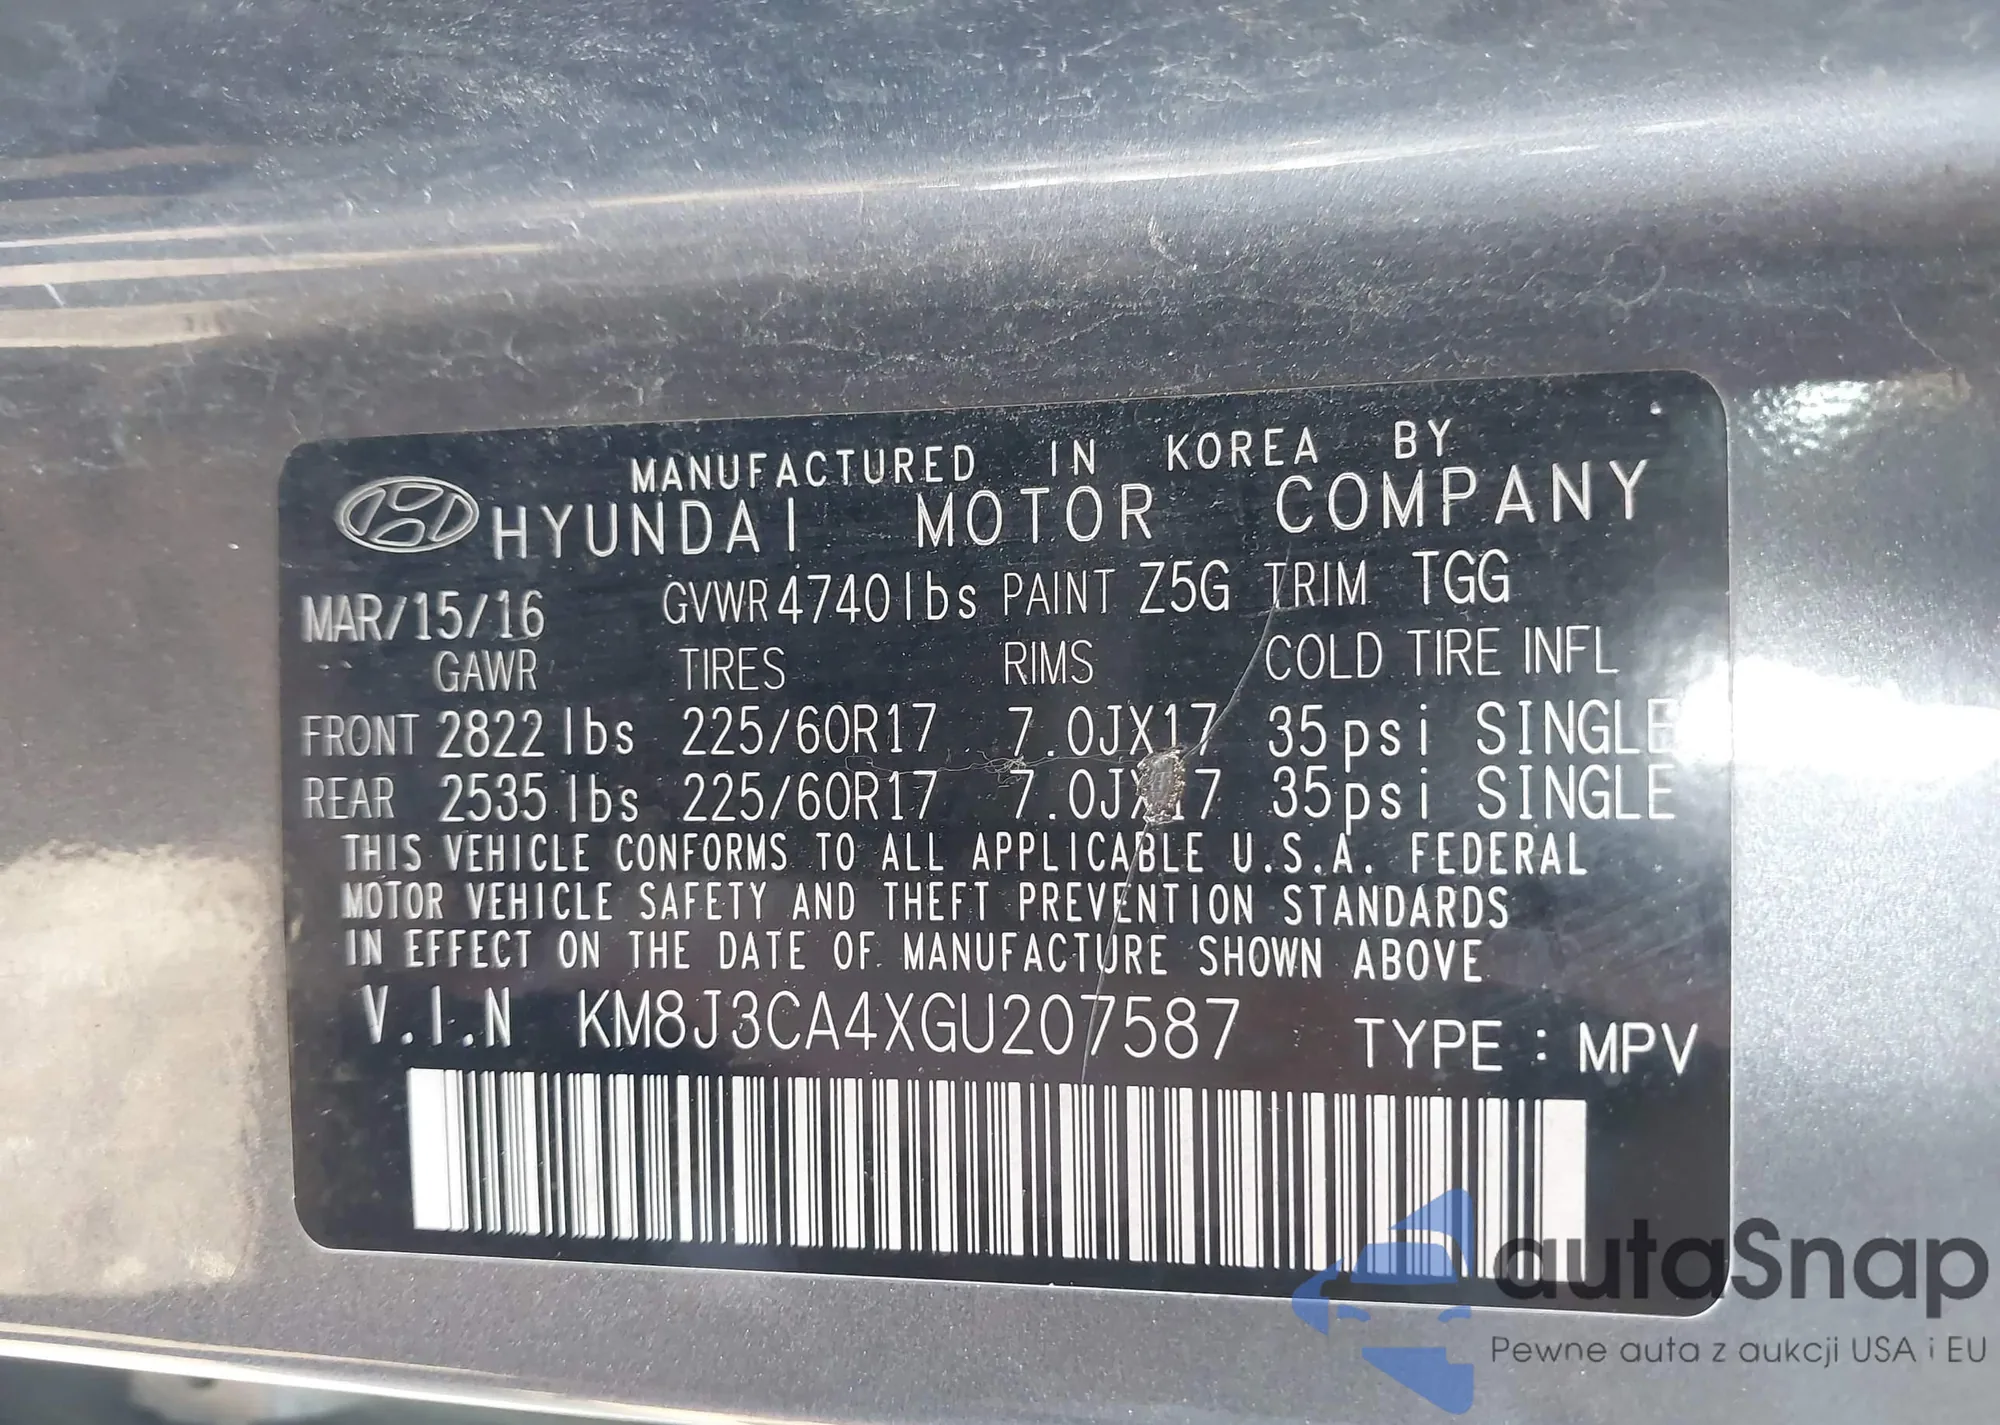 MANUFACTURED IN KOREA BY
HYUNDAI MOTOR COMPANY
MAR/15/16 GVWR 4740lbs PAINT Z5G TRIM TGG
GAWR TIRES RIMS COLD TIRE INFL
FRONT 2822lbs 225/60R17 7.0JX17 35psi SINGLE
REAR 2535lbs 225/60R17 7.0JX17 35psi SINGLE
THIS VEHICLE CONFORMS TO ALL APPLICABLE U.S.A. FEDERAL
MOTOR VEHICLE SAFETY AND THEFT PREVENTION STANDARDS
IN EFFECT ON THE DATE OF MANUFACTURE SHOWN ABOVE
V.I.N KM8J3CA4XGU207587 TYPE : MPV
autaSnap
Pewne auta z aukcji USA i EU